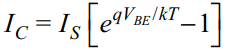 I_C = I_S [ e^{qV_{BE}/kT} − 1 ]